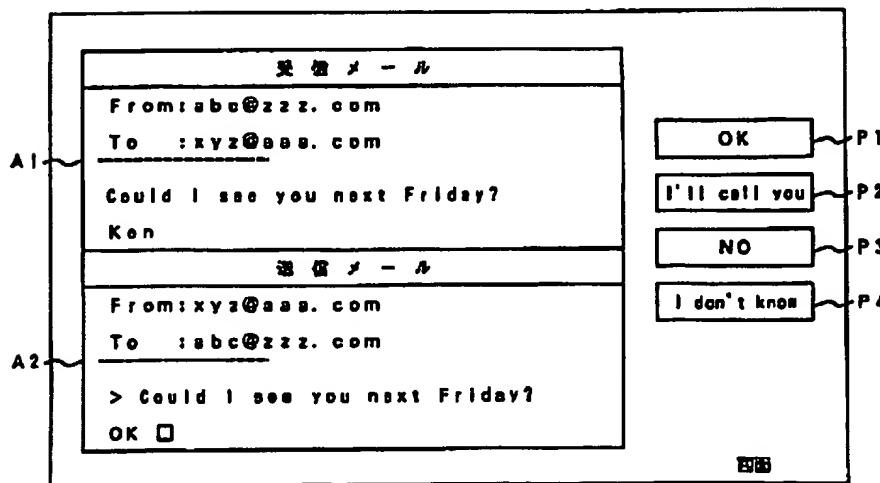 受信メール
From:abc@zzz.com
To :xyz@aaa.com
A1
Could I see you next Friday?
Ken
送信メール
From:xyz@aaa.com
To :abc@zzz.com
A2
> Could I see you next Friday?
OK
OK
P1
I'll call you
P2
NO
P3
I don't know
P4
画面